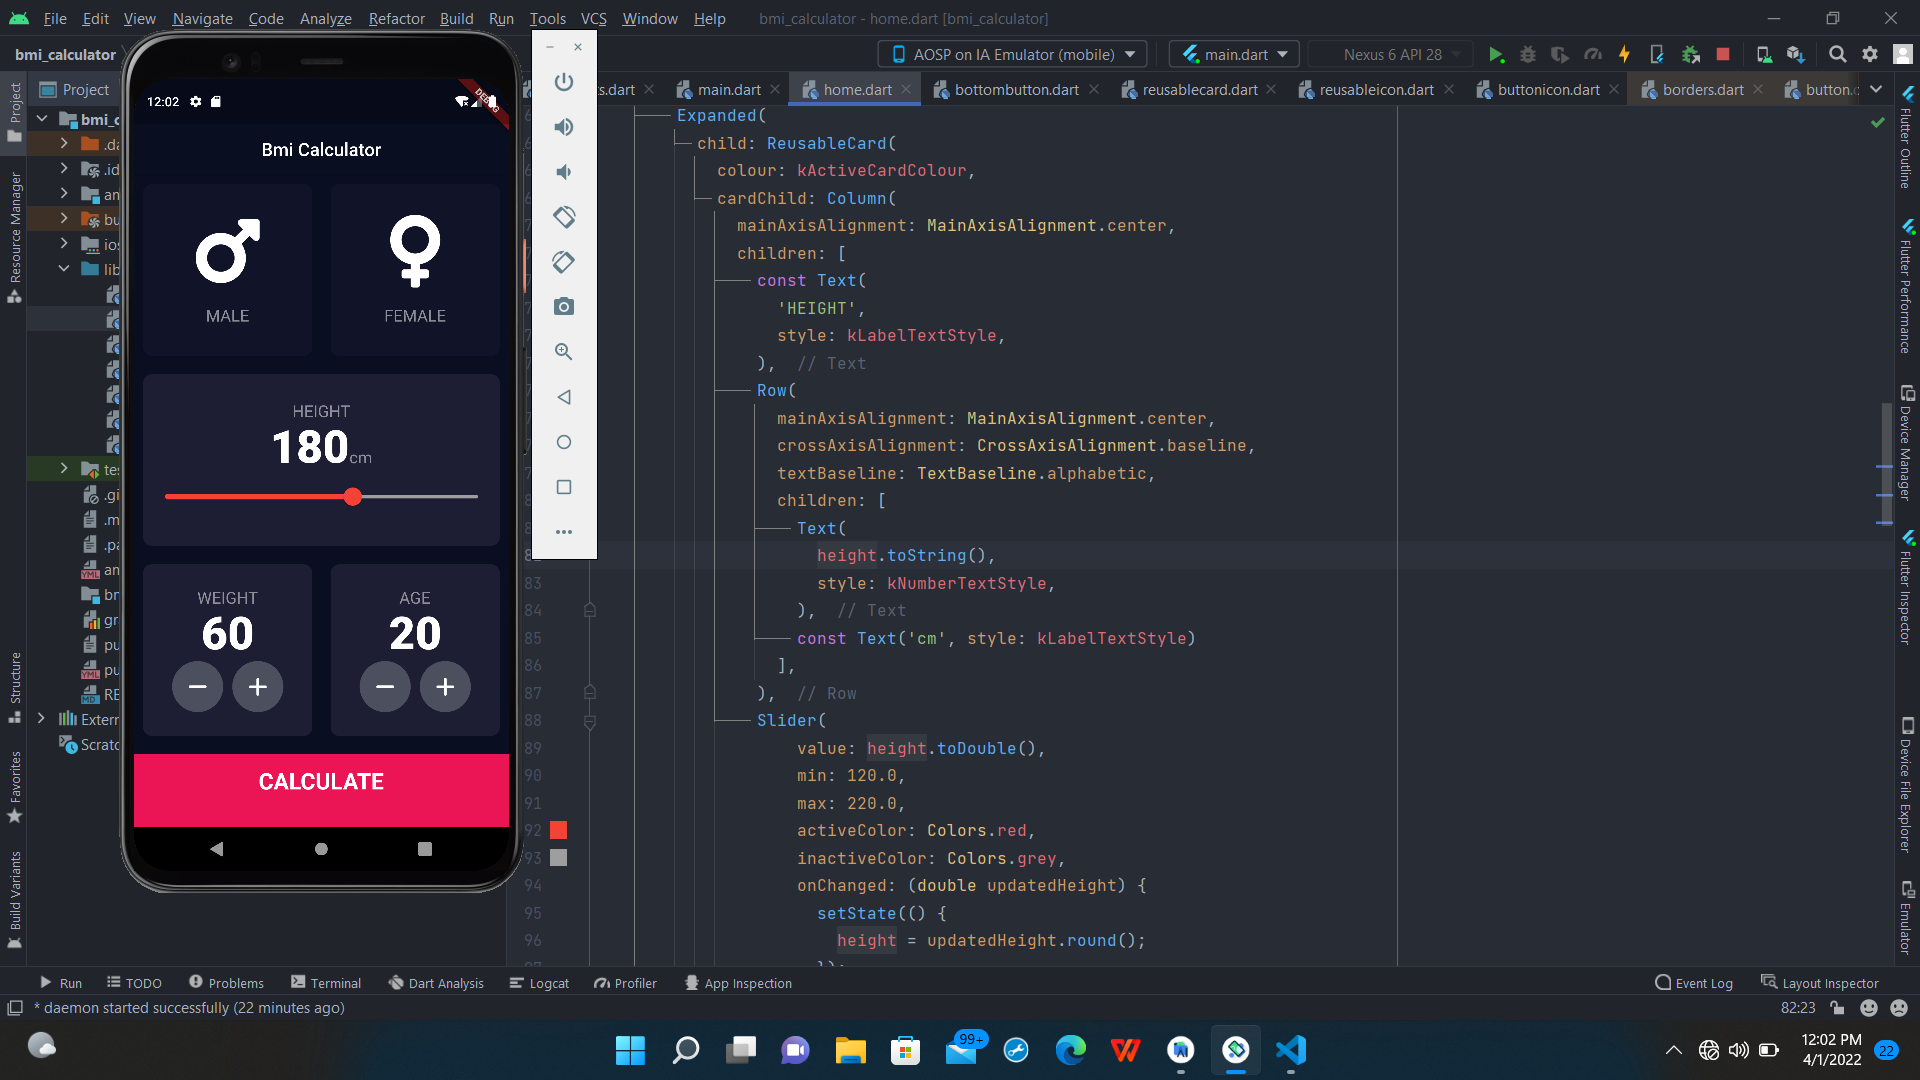 File Edit View Navigate Code Analyze Refactor Build Run Tools VCS Window Help bmi_calculator - home.dart [bmi_calculator]
bmi_calculator
AOSP on IA Emulator (mobile) main.dart Nexus 6 API 28
Project
rs.dart main.dart home.dart bottombutton.dart reusablecard.dart reusableicon.dart buttonicon.dart borders.dart button.
Project
Resource Manager
Structure
Favorites
Build Variants
bmi_c
.da
.id
an
bu
ios
lib
tes
.gi
.m
.pa
an
bn
gr
pu
pu
RE
Extern
Scratc
12:02
DEBUG
Bmi Calculator
MALE
FEMALE
HEIGHT
180cm
WEIGHT
60
AGE
20
CALCULATE
Expanded(
child: ReusableCard(
colour: kActiveCardColour,
cardChild: Column(
mainAxisAlignment: MainAxisAlignment.center,
children: [
const Text(
'HEIGHT',
style: kLabelTextStyle,
), // Text
Row(
mainAxisAlignment: MainAxisAlignment.center,
crossAxisAlignment: CrossAxisAlignment.baseline,
textBaseline: TextBaseline.alphabetic,
children: [
Text(
height.toString(),
83 style: kNumberTextStyle,
84 ), // Text
85 const Text('cm', style: kLabelTextStyle)
86 ],
87 ), // Row
88 Slider(
89 value: height.toDouble(),
90 min: 120.0,
91 max: 220.0,
92 activeColor: Colors.red,
93 inactiveColor: Colors.grey,
94 onChanged: (double updatedHeight) {
95 setState(() {
96 height = updatedHeight.round();
Flutter Outline
Flutter Performance
Device Manager
Flutter Inspector
Device File Explorer
Emulator
Run TODO Problems Terminal Dart Analysis Logcat Profiler App Inspection Event Log Layout Inspector
* daemon started successfully (22 minutes ago) 82:23
99+
12:02 PM
4/1/2022
22